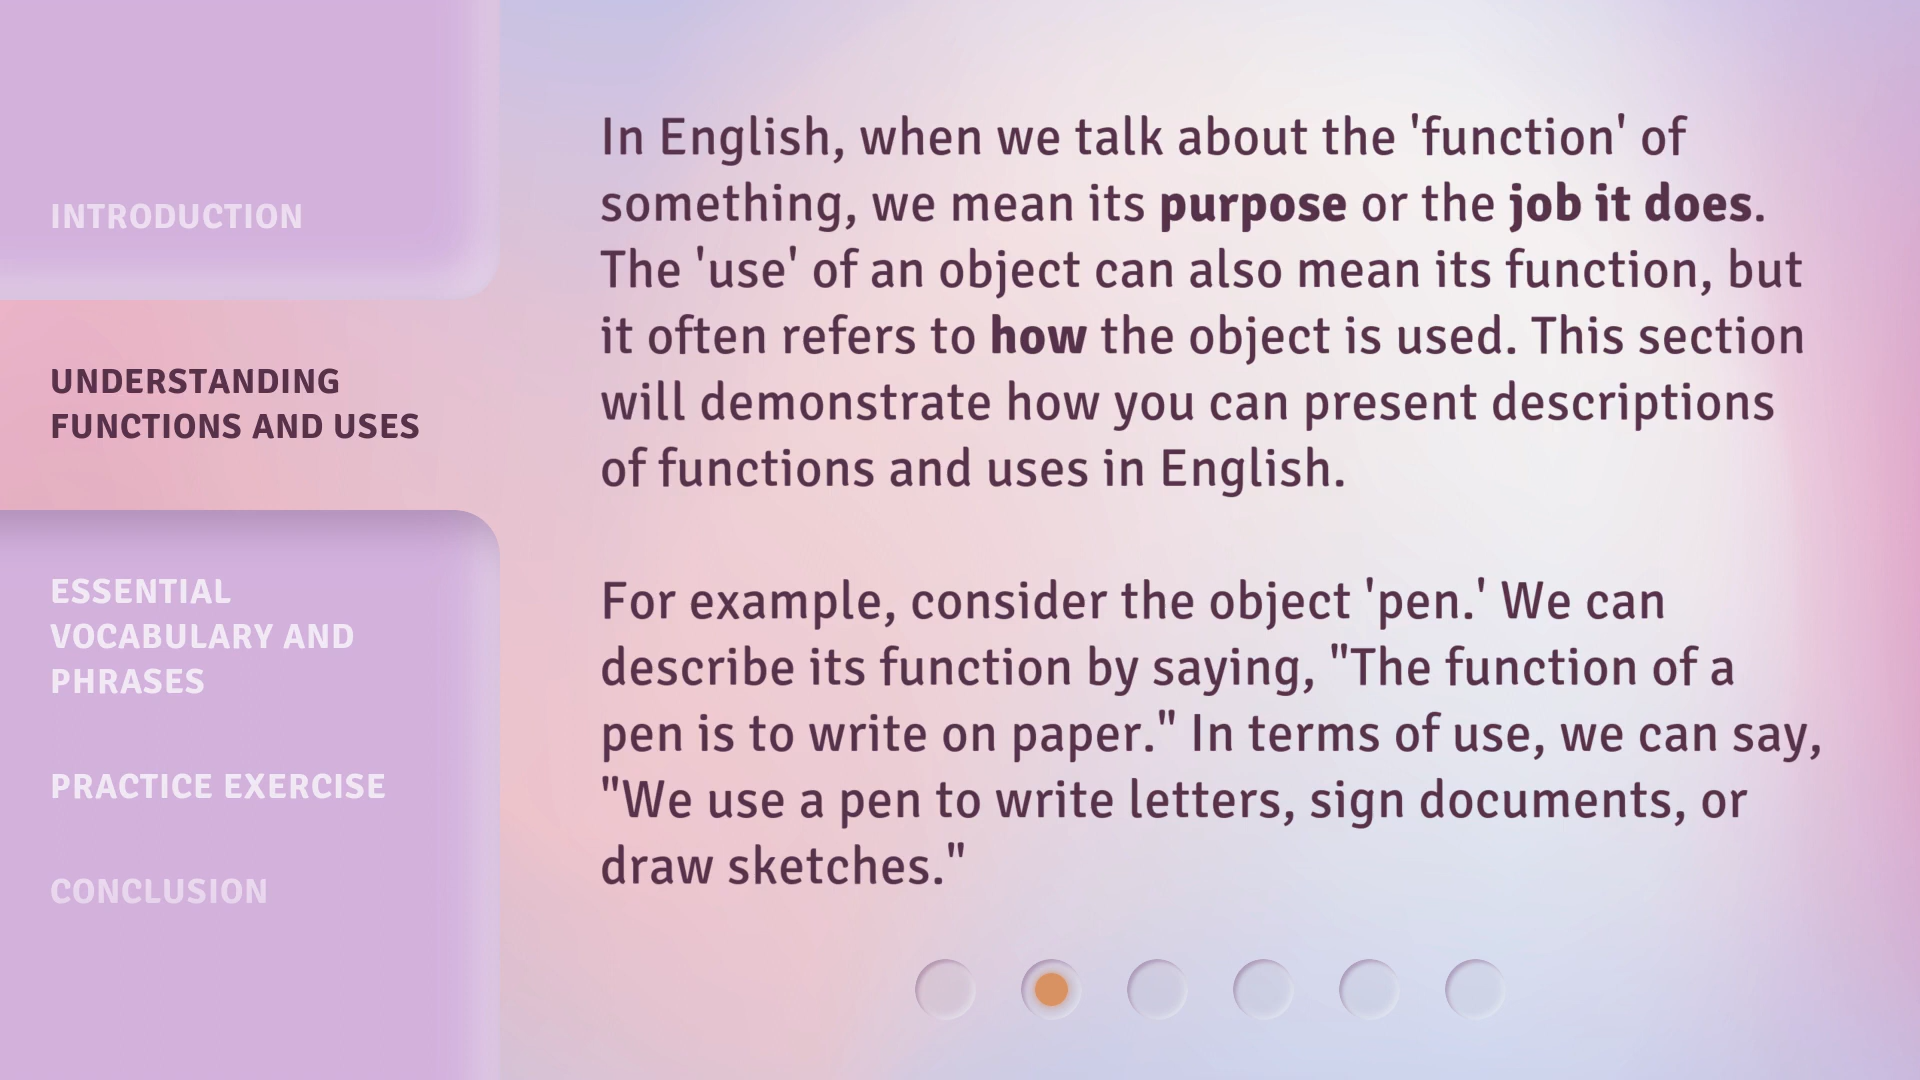 INTRODUCTION
UNDERSTANDING
FUNCTIONS AND USES
ESSENTIAL
VOCABULARY AND
PHRASES
PRACTICE EXERCISE
CONCLUSION
In English, when we talk about the 'function' of
something, we mean its purpose or the job it does.
The 'use' of an object can also mean its function, but
it often refers to how the object is used. This section
will demonstrate how you can present descriptions
of functions and uses in English.
For example, consider the object 'pen.' We can
describe its function by saying, "The function of a
pen is to write on paper." In terms of use, we can say,
"We use a pen to write letters, sign documents, or
draw sketches."